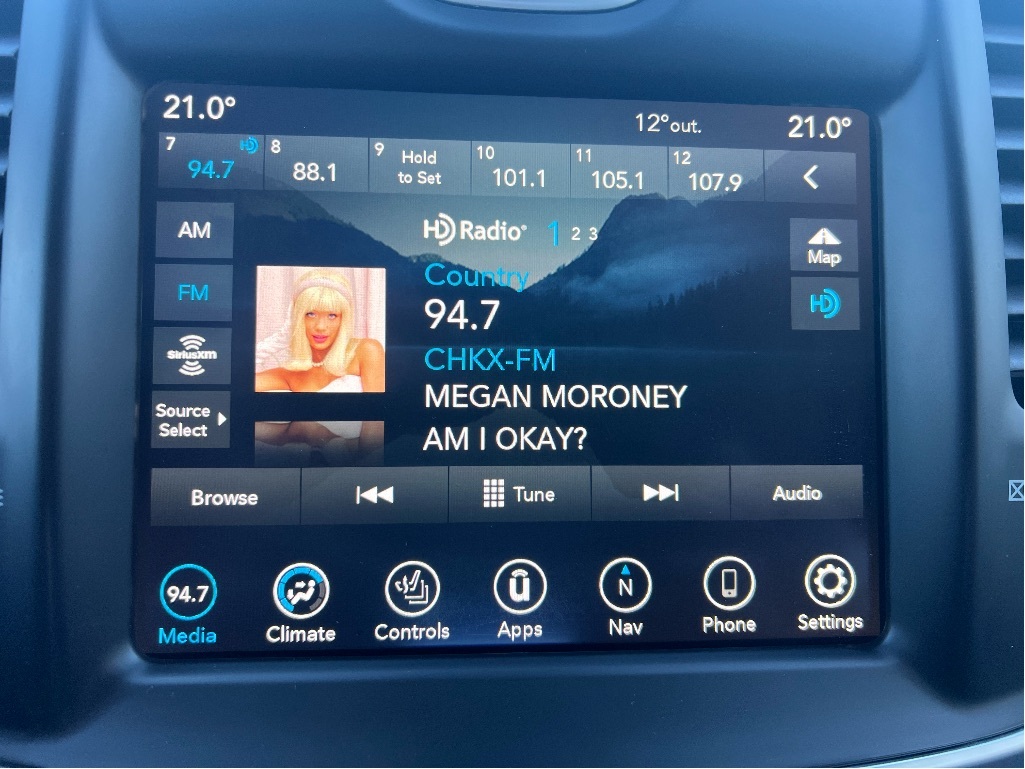 21.0°
12°out.
21.0°
7 94.7 HD
8 88.1
9 Hold
to Set
10 101.1
11 105.1
12 107.9
AM
HD Radio® 1 2 3
Map
FM
Country
94.7
HD
SiriusXM
CHKX-FM
MEGAN MORONEY
Source
Select
AM I OKAY?
Browse
Tune
Audio
94.7
Media
Climate
Controls
ū
Apps
N
Nav
Phone
Settings